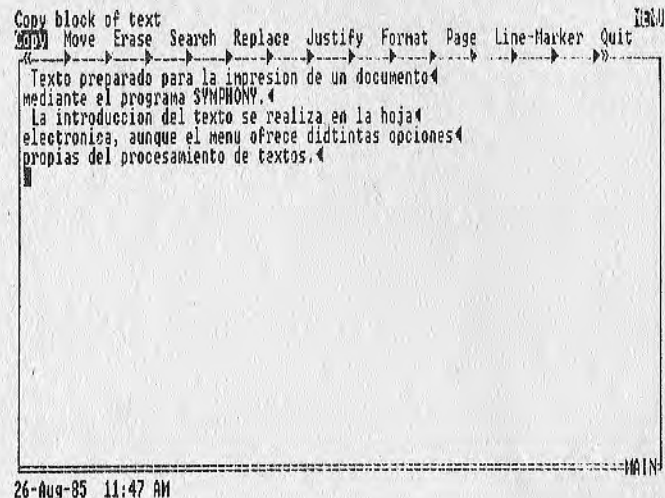 Copy block of text MENU
Copy Move Erase Search Replace Justify Format Page Line-Marker Quit
Texto preparado para la impresion de un documento
mediante el programa SYMPHONY.
La introduccion del texto se realiza en la hoja
electronica, aunque el menu ofrece didtintas opciones
propias del procesamiento de textos.
MAIN
26-Aug-85 11:47 AM